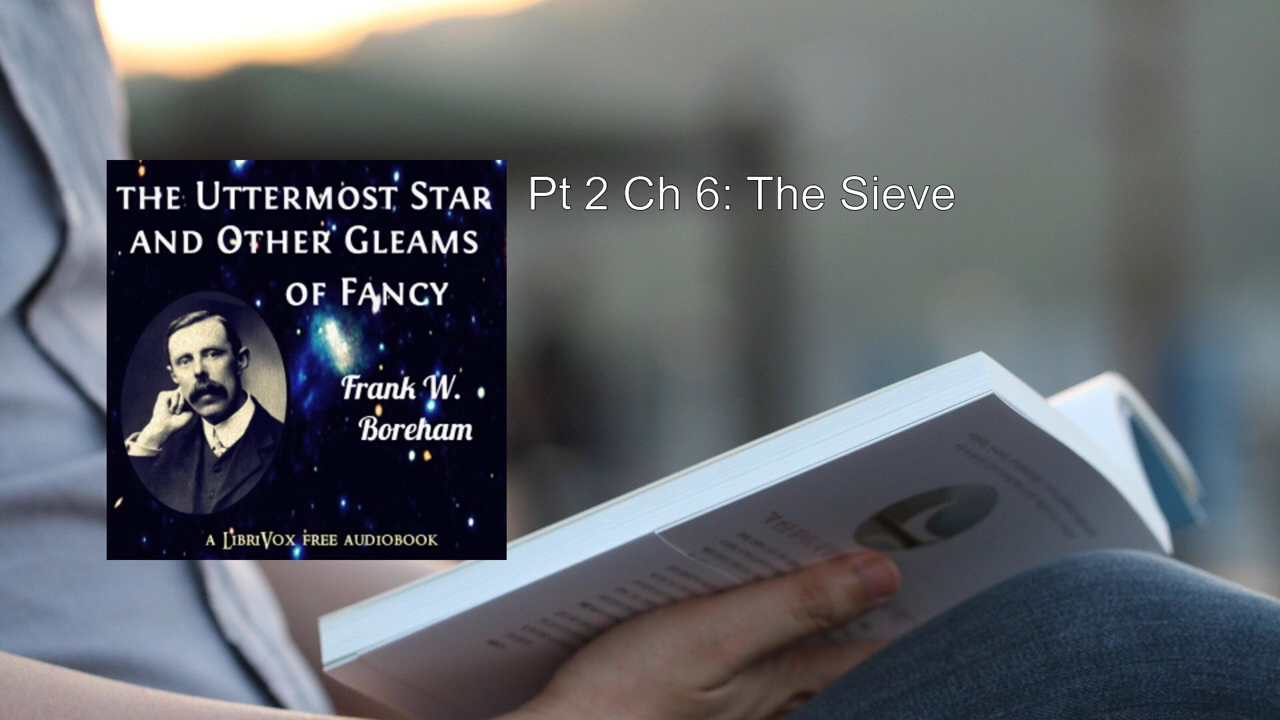 THE UTTERMOST STAR
AND OTHER GLEAMS
OF FANCY
Frank W.
Boreham
A LIBRIVOX FREE AUDIOBOOK
Pt 2 Ch 6: The Sieve